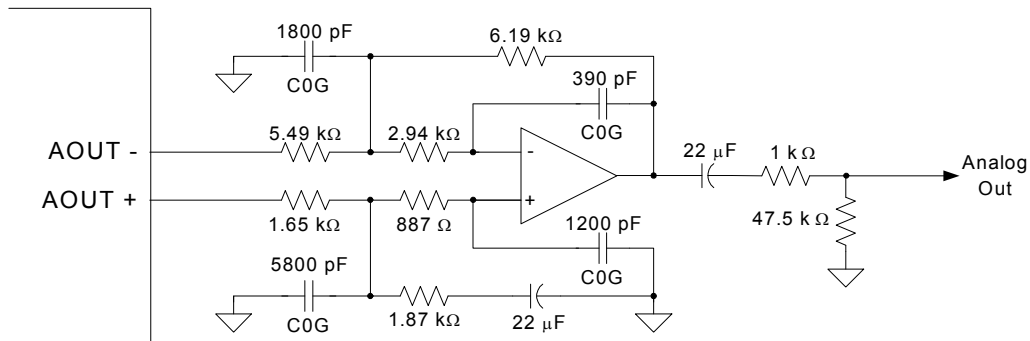 1800 pF
C0G
6.19 kΩ
390 pF
C0G
AOUT -
5.49 kΩ
2.94 kΩ
-
AOUT +
1.65 kΩ
887 Ω
+
22 μF
1 kΩ
Analog
Out
47.5 k Ω
1200 pF
C0G
5800 pF
C0G
1.87 kΩ
22 μF